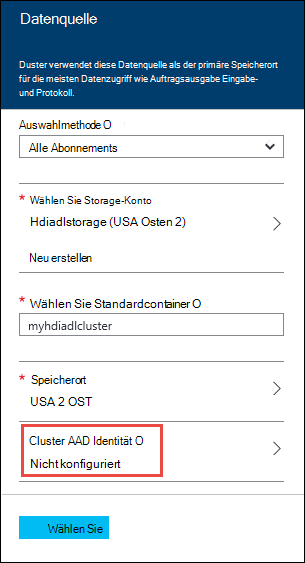 Datenquelle
Duster verwendet diese Datenquelle als der primäre Speicherort
für die meisten Datenzugriff wie Auftragsausgabe Eingabe-
und Protokoll.
Auswahlmethode O
Alle Abonnements
* Wählen Sie Storage-Konto
Hdiadlstorage (USA Osten 2)
Neu erstellen
* Wählen Sie Standardcontainer O
myhdiadlcluster
* Speicherort
USA 2 OST
Cluster AAD Identität O
Nicht konfiguriert
Wählen Sie